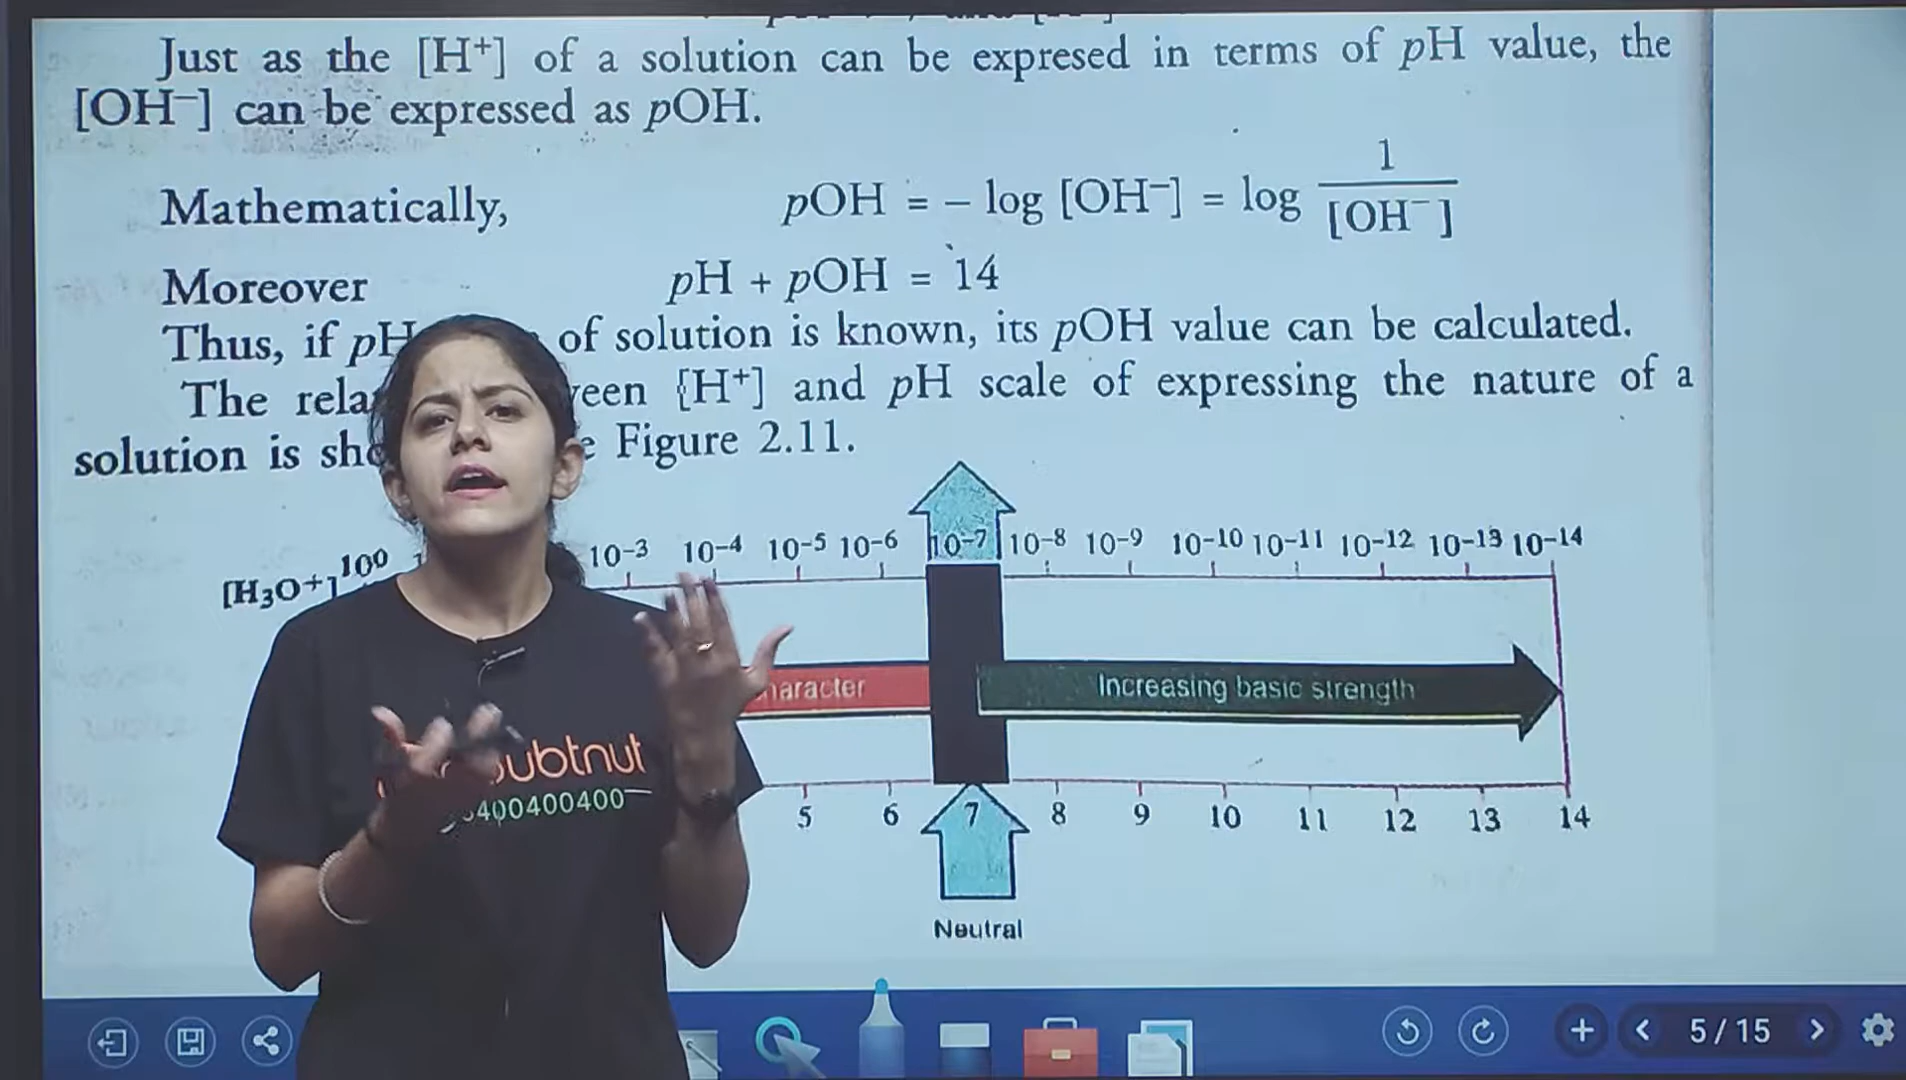 Just as the [H⁺] of a solution can be expresed in terms of pH value, the
[OH⁻] can be expressed as pOH.
Mathematically, pOH = – log [OH⁻] = log 1/[OH⁻]
Moreover pH + pOH = 14
Thus, if pH of solution is known, its pOH value can be calculated.
The {H⁺] and pH scale of expressing the nature of a
solution is Figure 2.11.
[H₃O⁺] 10⁰ 10⁻³ 10⁻⁴ 10⁻⁵ 10⁻⁶ 10⁻⁷ 10⁻⁸ 10⁻⁹ 10⁻¹⁰ 10⁻¹¹ 10⁻¹² 10⁻¹³ 10⁻¹⁴
Increasing basic strength
5 6 7 8 9 10 11 12 13 14
Neutral
400400400
5 / 15